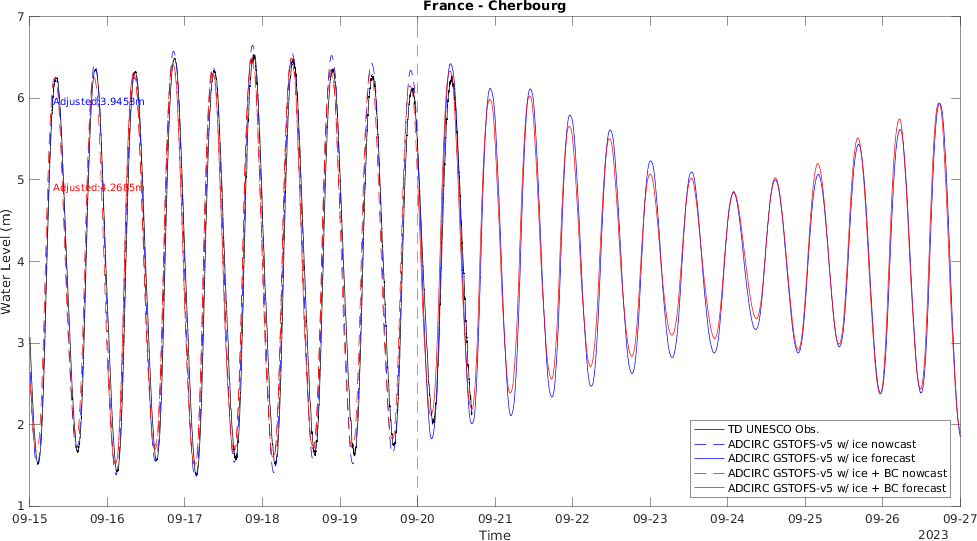 France - Cherbourg
7
6
5
4
3
2
1
Water Level (m)
Adjusted:3.9453m
Adjusted:4.2685m
TD UNESCO Obs.
ADCIRC GSTOFS-v5 w/ ice nowcast
ADCIRC GSTOFS-v5 w/ ice forecast
ADCIRC GSTOFS-v5 w/ ice + BC nowcast
ADCIRC GSTOFS-v5 w/ ice + BC forecast
09-15 09-16 09-17 09-18 09-19 09-20 09-21 09-22 09-23 09-24 09-25 09-26 09-27
Time
2023